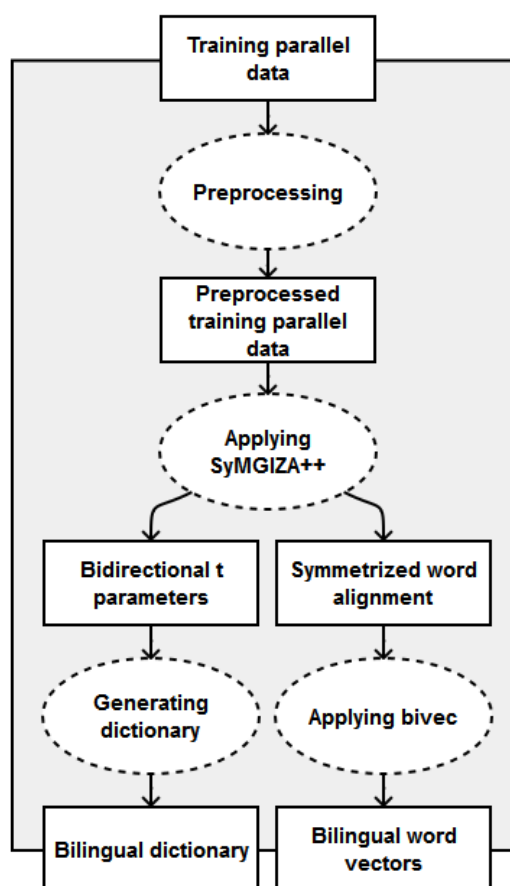 Training parallel
data
Preprocessing
Preprocessed
training parallel
data
Applying
SyMGIZA++
Bidirectional t
parameters
Symmetrized word
alignment
Generating
dictionary
Applying bivec
Bilingual dictionary
Bilingual word
vectors